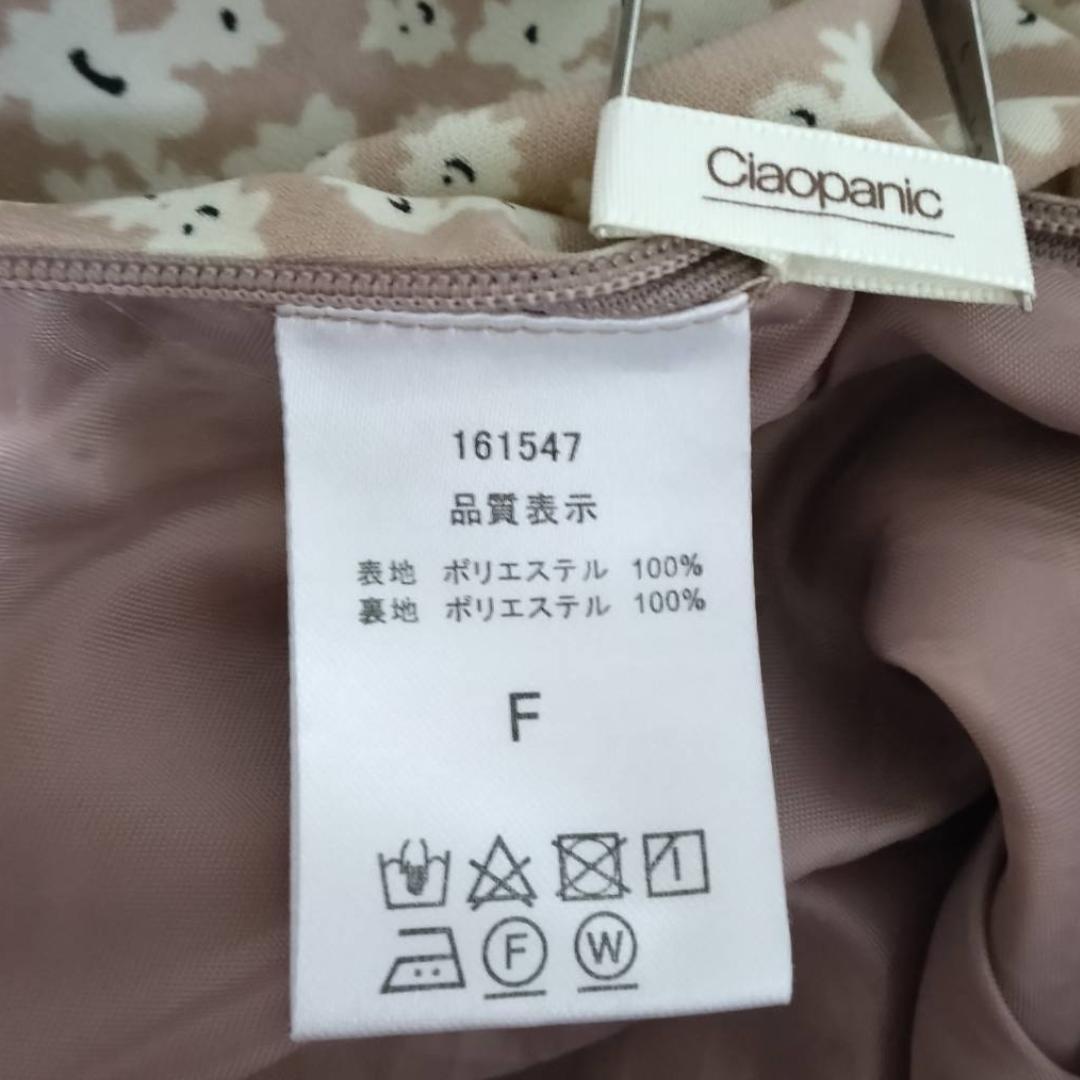 Ciaopanic
161547
品質表示
表地 ポリエステル 100%
裏地 ポリエステル 100%
F
F W